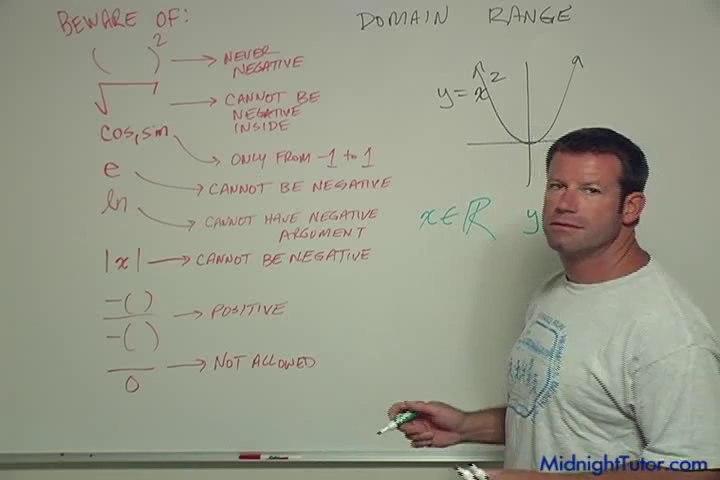 BEWARE OF:
( )² → NEVER
NEGATIVE
√ → CANNOT BE
NEGATIVE
INSIDE
cos, sin → ONLY FROM -1 to 1
e → CANNOT BE NEGATIVE
ln → CANNOT HAVE NEGATIVE
ARGUMENT
|x| → CANNOT BE NEGATIVE
-( )
-( ) → POSITIVE
0 → NOT ALLOWED
DOMAIN RANGE
y = x²
x ∈ ℝ y
MidnightTutor.com